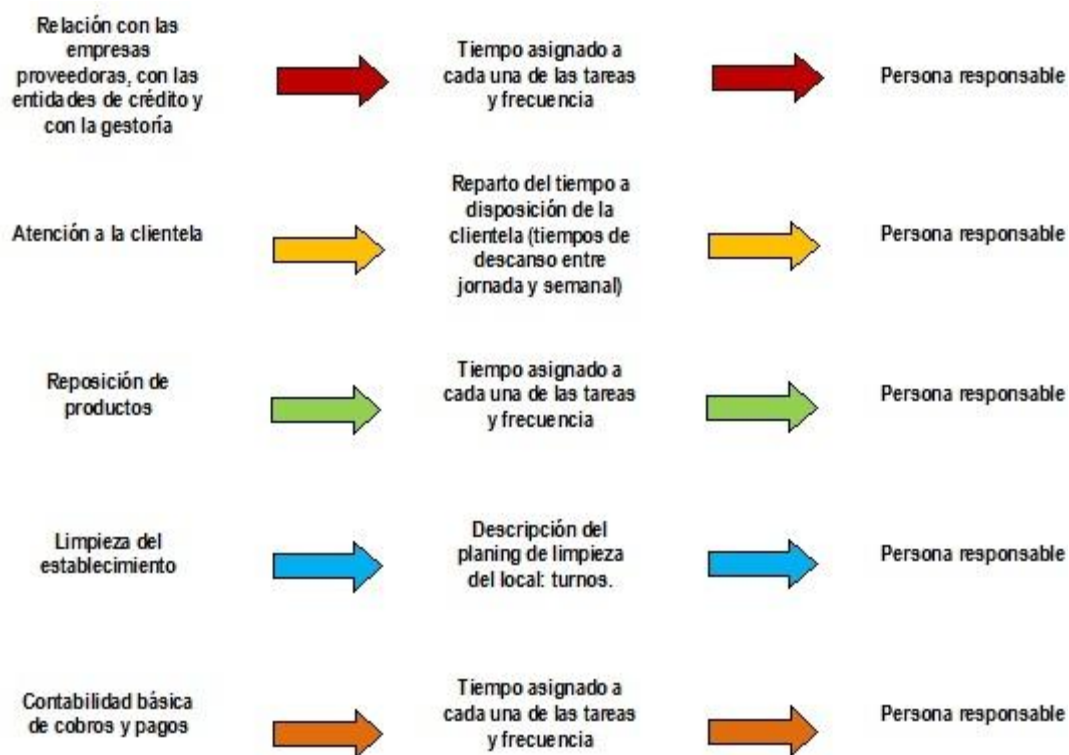 Relación con las
empresas
proveedoras, con las
entidades de crédito y
con la gestoría
Tiempo asignado a
cada una de las tareas
y frecuencia
Persona responsable
Atención a la clientela
Reparto del tiempo a
disposición de la
clientela (tiempos de
descanso entre
jornada y semanal)
Persona responsable
Reposición de
productos
Tiempo asignado a
cada una de las tareas
y frecuencia
Persona responsable
Limpieza del
establecimiento
Descripción del
planing de limpieza
del local: turnos.
Persona responsable
Contabilidad básica
de cobros y pagos
Tiempo asignado a
cada una de las tareas
y frecuencia
Persona responsable